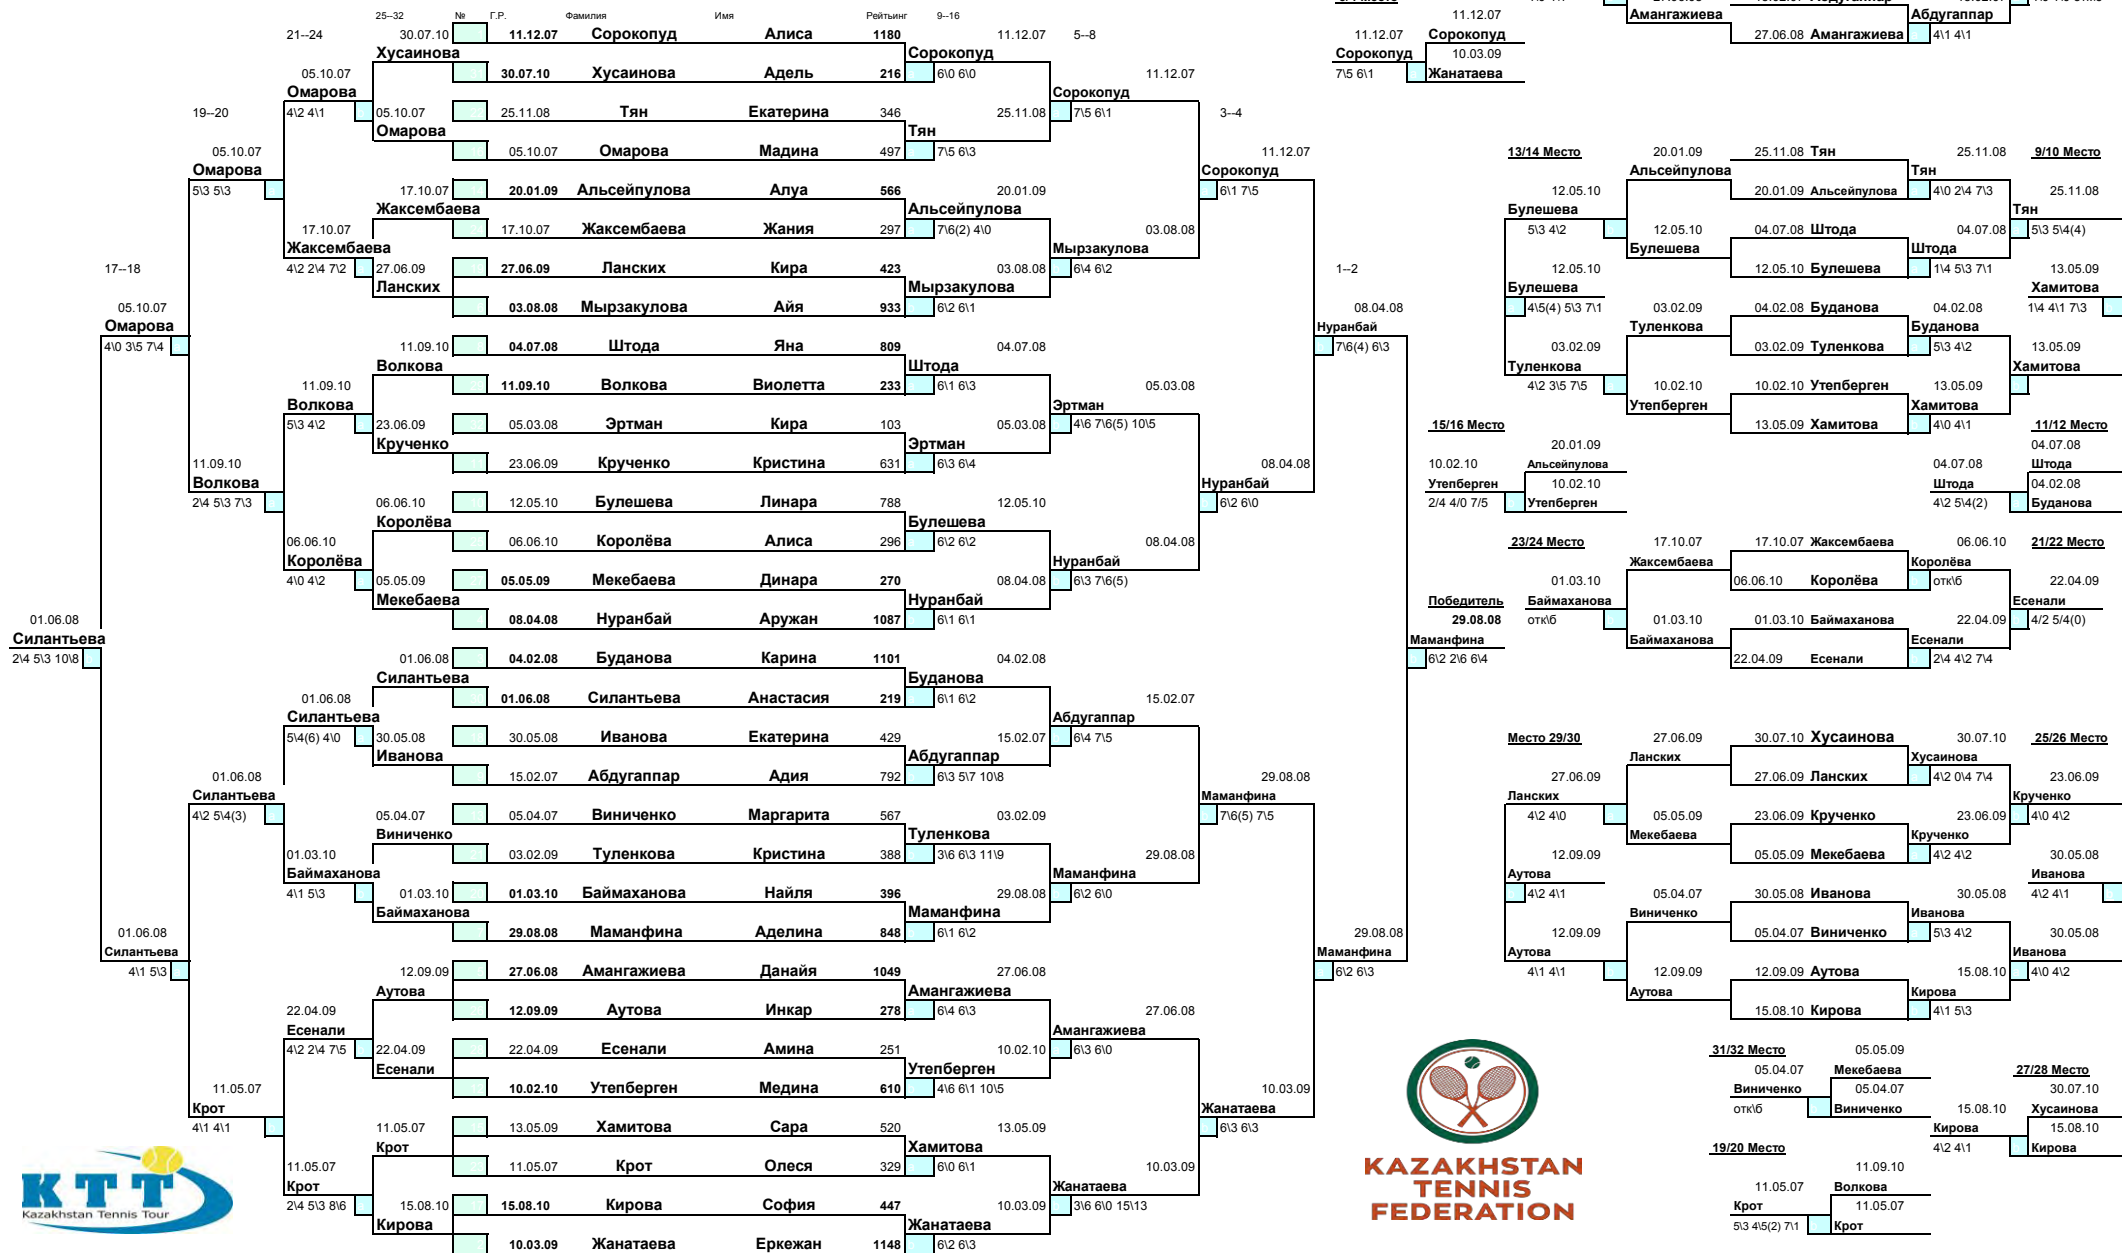 11.12.07
Амангажиева
Абдугаппар
25--32 № Г.Р. Фамилия Имя Рейтьинг 9--16
21--24 30.07.10 11.12.07 Сорокопуд Алиса 1180 11.12.07 5--8 11.12.07 Сорокопуд 27.06.08 Амангажиева 4\1 4\1
Хусаинова Сорокопуд Сорокопуд 10.03.09
05.10.07 30.07.10 Хусаинова Адель 216 6\0 6\0 11.12.07 7\5 6\1 Жанатаева
Омарова Сорокопуд
19--20 4\2 4\1 05.10.07 25.11.08 Тян Екатерина 346 25.11.08 7\5 6\1 3--4
Омарова Тян
05.10.07 05.10.07 Омарова Мадина 497 7\5 6\3 11.12.07 13/14 Место 20.01.09 25.11.08 Тян 25.11.08 9/10 Место
Омарова Сорокопуд Альсейпулова Тян
5\3 5\3 17.10.07 20.01.09 Альсейпулова Алуа 566 20.01.09 6\1 7\5 12.05.10 20.01.09 Альсейпулова 4\0 2\4 7\3 25.11.08
Жаксембаева Альсейпулова Булешева Тян
17.10.07 17.10.07 Жаксембаева Жания 297 7\6(2) 4\0 03.08.08 5\3 4\2 12.05.10 04.07.08 Штода 04.07.08 5\3 5\4(4)
Жаксембаева Мырзакулова Булешева Штода
17--18 4\2 2\4 7\2 27.06.09 27.06.09 Ланских Кира 423 03.08.08 6\4 6\2 1--2 12.05.10 12.05.10 Булешева 1\4 5\3 7\1 13.05.09
Ланских Мырзакулова Булешева Хамитова
05.10.07 03.08.08 Мырзакулова Айя 933 6\2 6\1 08.04.08 4\5(4) 5\3 7\1 03.02.09 04.02.08 Буданова 04.02.08 1\4 4\1 7\3
Омарова Нуранбай Туленкова Буданова
4\0 3\5 7\4 11.09.10 04.07.08 Штода Яна 809 04.07.08 7\6(4) 6\3 03.02.09 03.02.09 Туленкова 5\3 4\2 13.05.09
Волкова Штода Туленкова Хамитова
11.09.10 11.09.10 Волкова Виолетта 233 6\1 6\3 05.03.08 4\2 3\5 7\5 10.02.10 10.02.10 Утепберген 13.05.09
Волкова Эртман Утепберген Хамитова
5\3 4\2 23.06.09 05.03.08 Эртман Кира 103 05.03.08 4\6 7\6(5) 10\5 15/16 Место 13.05.09 Хамитова 4\0 4\1 11/12 Место
Крученко Эртман 20.01.09 04.07.08
11.09.10 23.06.09 Крученко Кристина 631 6\3 6\4 08.04.08 10.02.10 Альсейпулова 04.07.08 Штода
Волкова Нуранбай Утепберген 10.02.10 Штода 04.02.08
2\4 5\3 7\3 06.06.10 12.05.10 Булешева Линара 788 12.05.10 6\2 6\0 2/4 4/0 7/5 Утепберген 4\2 5\4(2) Буданова
Королёва Булешева
06.06.10 06.06.10 Королёва Алиса 296 6\2 6\2 08.04.08 23/24 Место 17.10.07 17.10.07 Жаксембаева 06.06.10 21/22 Место
Королёва Нуранбай Жаксембаева Королёва
4\0 4\2 05.05.09 05.05.09 Мекебаева Динара 270 08.04.08 6\3 7\6(5) 01.03.10 06.06.10 Королёва отк\б 22.04.09
Мекебаева Нуранбай Победитель Баймаханова Есенали
01.06.08 08.04.08 Нуранбай Аружан 1087 6\1 6\1 29.08.08 отк\б 01.03.10 01.03.10 Баймаханова 22.04.09 4/2 5/4(0)
Силантьева Маманфина Баймаханова Есенали
2\4 5\3 10\8 01.06.08 04.02.08 Буданова Карина 1101 04.02.08 6\2 2\6 6\4 22.04.09 Есенали 2\4 4\2 7\4
Силантьева Буданова
01.06.08 01.06.08 Силантьева Анастасия 219 6\1 6\2 15.02.07
Силантьева Абдугаппар
5\4(6) 4\0 30.05.08 30.05.08 Иванова Екатерина 429 15.02.07 6\4 7\5 Место 29/30 27.06.09 30.07.10 Хусаинова 30.07.10 25/26 Место
Иванова Абдугаппар Ланских Хусаинова
01.06.08 15.02.07 Абдугаппар Адия 792 6\3 5\7 10\8 29.08.08 27.06.09 27.06.09 Ланских 4\2 0\4 7\4 23.06.09
Силантьева Маманфина Ланских Крученко
4\2 5\4(3) 05.04.07 05.04.07 Виниченко Маргарита 567 03.02.09 7\6(5) 7\5 4\2 4\0 05.05.09 23.06.09 Крученко 23.06.09 4\0 4\2
Виниченко Туленкова Мекебаева Крученко
01.03.10 03.02.09 Туленкова Кристина 388 3\6 6\3 11\9 29.08.08 12.09.09 05.05.09 Мекебаева 4\2 4\2 30.05.08
Баймаханова Маманфина Аутова Иванова
4\1 5\3 01.03.10 01.03.10 Баймаханова Найля 396 29.08.08 6\2 6\0 4\2 4\1 05.04.07 30.05.08 Иванова 30.05.08 4\2 4\1
Баймаханова Маманфина Виниченко Иванова
01.06.08 29.08.08 Маманфина Аделина 848 6\1 6\2 29.08.08 12.09.09 05.04.07 Виниченко 5\3 4\2 30.05.08
Силантьева Маманфина Аутова Иванова
4\1 5\3 12.09.09 27.06.08 Амангажиева Данайя 1049 27.06.08 6\2 6\3 4\1 4\1 12.09.09 12.09.09 Аутова 15.08.10 4\0 4\2
Аутова Амангажиева Аутова Кирова
22.04.09 12.09.09 Аутова Инкар 278 6\4 6\3 27.06.08 15.08.10 Кирова 4\1 5\3
Есенали Амангажиева
4\2 2\4 7\5 22.04.09 22.04.09 Есенали Амина 251 10.02.10 6\3 6\0 31/32 Место 05.05.09
Есенали Утепберген 05.04.07 Мекебаева 27/28 Место
11.05.07 10.02.10 Утепберген Медина 610 4\6 6\1 10\5 10.03.09 Виниченко 05.04.07 30.07.10
Крот Жанатаева отк\б Виниченко 15.08.10 Хусаинова
4\1 4\1 11.05.07 13.05.09 Хамитова Сара 520 13.05.09 6\3 6\3 Кирова 15.08.10
Крот Хамитова 19/20 Место 4\2 4\1 Кирова
11.05.07 11.05.07 Крот Олеся 329 6\0 6\1 10.03.09 KAZAKHSTAN 11.09.10
Крот Жанатаева TENNIS 11.05.07 Волкова
2\4 5\3 8\6 15.08.10 15.08.10 Кирова София 447 10.03.09 3\6 6\0 15\13 FEDERATION Крот 11.05.07
Кирова Жанатаева 5\3 4\5(2) 7\1 Крот
10.03.09 Жанатаева Еркежан 1148 6\2 6\3
KTT
Kazakhstan Tennis Tour